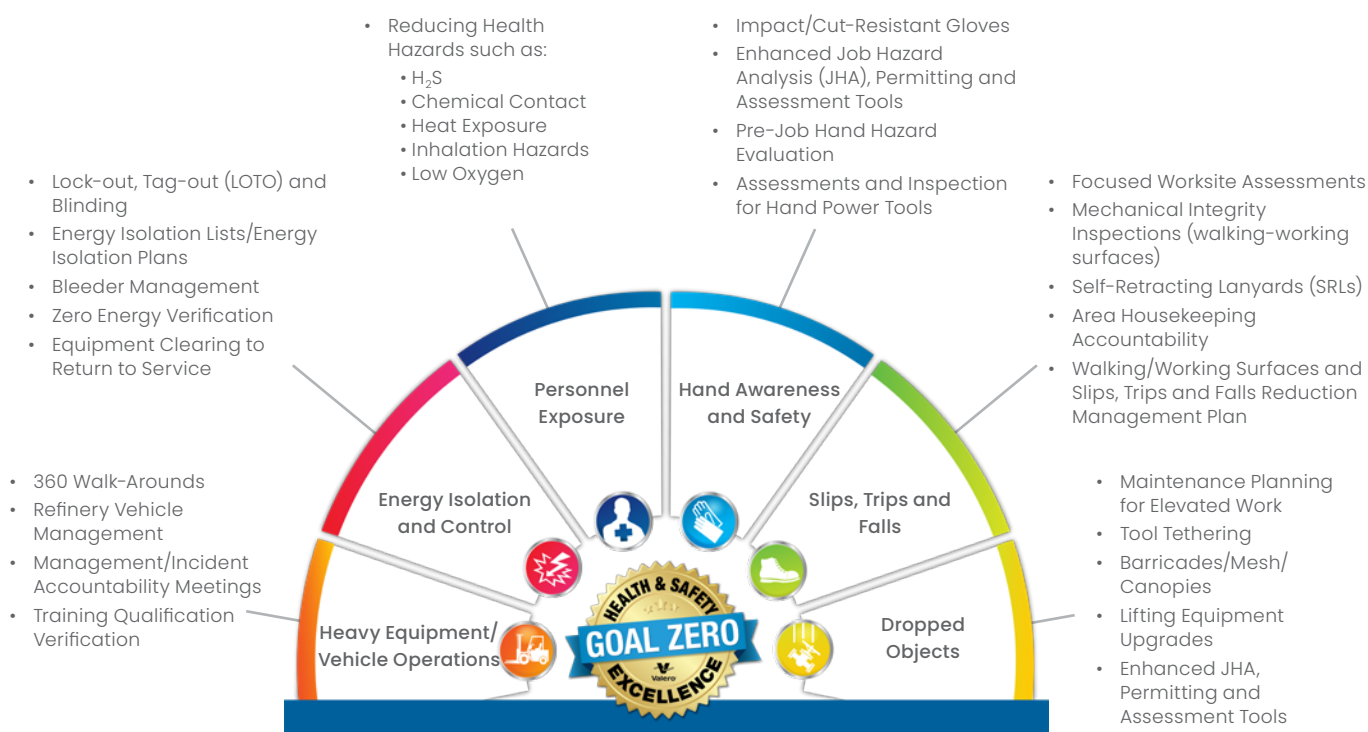 • Reducing Health
Hazards such as:
• H₂S
• Chemical Contact
• Heat Exposure
• Inhalation Hazards
• Low Oxygen
• Impact/Cut-Resistant Gloves
• Enhanced Job Hazard
Analysis (JHA), Permitting and
Assessment Tools
• Pre-Job Hand Hazard
Evaluation
• Assessments and Inspection
for Hand Power Tools
• Lock-out, Tag-out (LOTO) and
Blinding
• Energy Isolation Lists/Energy
Isolation Plans
• Bleeder Management
• Zero Energy Verification
• Equipment Clearing to
Return to Service
• Focused Worksite Assessments
• Mechanical Integrity
Inspections (walking-working
surfaces)
• Self-Retracting Lanyards (SRLs)
• Area Housekeeping
Accountability
• Walking/Working Surfaces and
Slips, Trips and Falls Reduction
Management Plan
• 360 Walk-Arounds
• Refinery Vehicle
Management
• Management/Incident
Accountability Meetings
• Training Qualification
Verification
• Maintenance Planning
for Elevated Work
• Tool Tethering
• Barricades/Mesh/
Canopies
• Lifting Equipment
Upgrades
• Enhanced JHA,
Permitting and
Assessment Tools
Personnel
Exposure
Hand Awareness
and Safety
Energy Isolation
and Control
Slips, Trips and
Falls
Heavy Equipment/
Vehicle Operations
Dropped
Objects
HEALTH & SAFETY
GOAL ZERO
Valero
EXCELLENCE